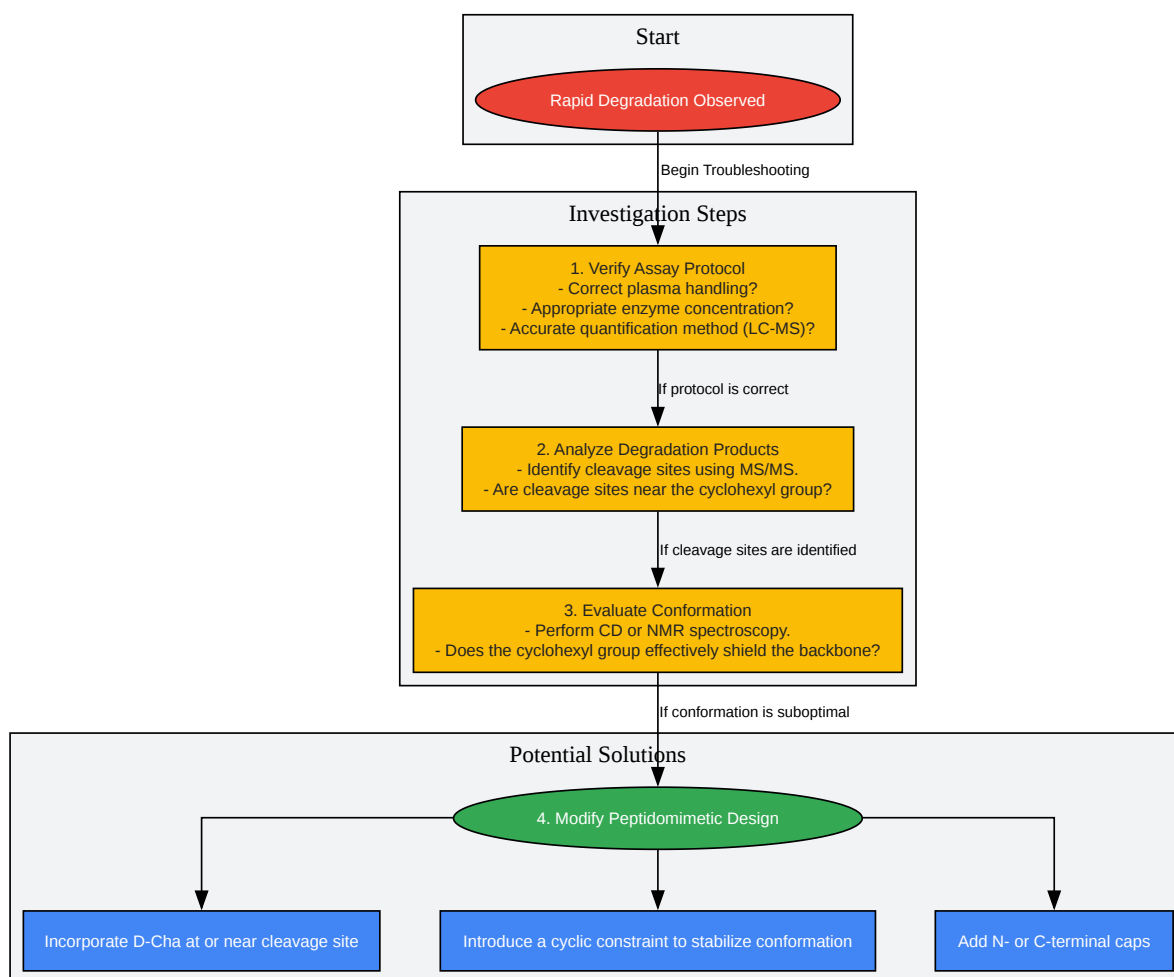 Start
Rapid Degradation Observed
Begin Troubleshooting
Investigation Steps
1. Verify Assay Protocol
- Correct plasma handling?
- Appropriate enzyme concentration?
- Accurate quantification method (LC-MS)?
If protocol is correct
2. Analyze Degradation Products
- Identify cleavage sites using MS/MS.
- Are cleavage sites near the cyclohexyl group?
If cleavage sites are identified
3. Evaluate Conformation
- Perform CD or NMR spectroscopy.
- Does the cyclohexyl group effectively shield the backbone?
If conformation is suboptimal
Potential Solutions
4. Modify Peptidomimetic Design
Incorporate D-Cha at or near cleavage site
Introduce a cyclic constraint to stabilize conformation
Add N- or C-terminal caps